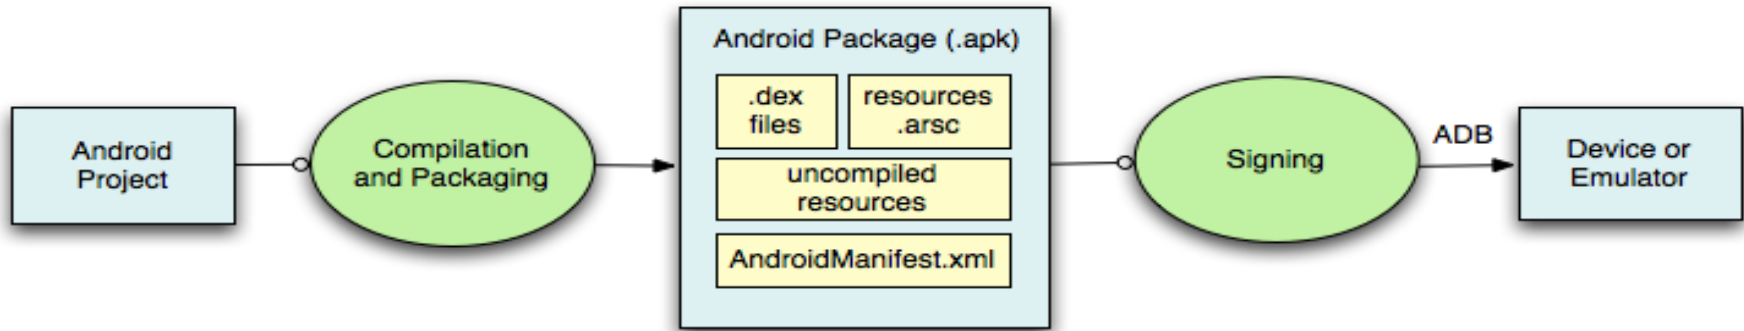 Android
Project
Compilation
and Packaging
Android Package (.apk)
.dex
files
resources
.arsc
uncompiled
resources
AndroidManifest.xml
Signing
ADB
Device or
Emulator